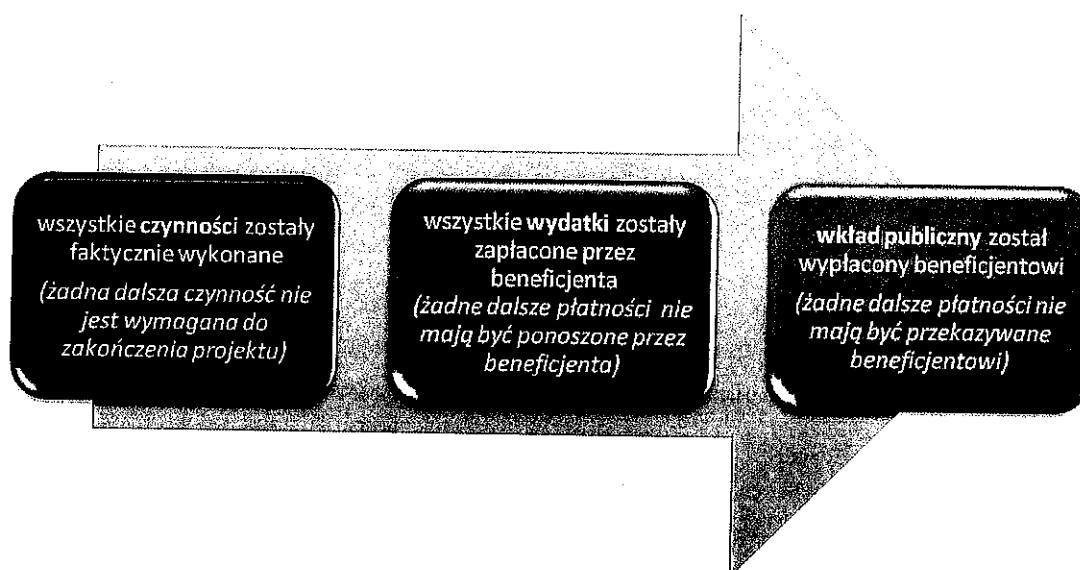 wszystkie czynności zostały
faktycznie wykonane
(żadna dalsza czynność nie
jest wymagana do
zakończenia projektu)
wszystkie wydatki zostały
zapłacone przez
beneficjenta
(żadne dalsze płatności nie
mają być ponoszone przez
beneficjenta)
wkład publiczny został
wypłacony beneficjentowi
(żadne dalsze płatności nie
mają być przekazywane
beneficjentowi)